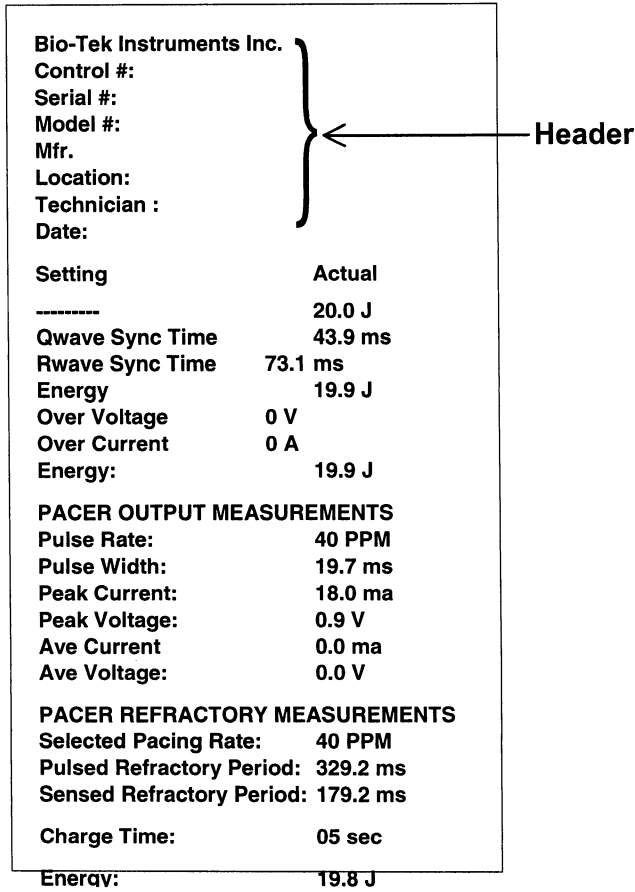 Bio-Tek Instruments Inc.
Control #:
Serial #:
Model #:
Mfr.
Location:
Technician :
Date:
Header
Setting Actual
--------- 20.0 J
Qwave Sync Time 43.9 ms
Rwave Sync Time 73.1 ms
Energy 19.9 J
Over Voltage 0 V
Over Current 0 A
Energy: 19.9 J
PACER OUTPUT MEASUREMENTS
Pulse Rate: 40 PPM
Pulse Width: 19.7 ms
Peak Current: 18.0 ma
Peak Voltage: 0.9 V
Ave Current 0.0 ma
Ave Voltage: 0.0 V
PACER REFRACTORY MEASUREMENTS
Selected Pacing Rate: 40 PPM
Pulsed Refractory Period: 329.2 ms
Sensed Refractory Period: 179.2 ms
Charge Time: 05 sec
Energy: 19.8 J